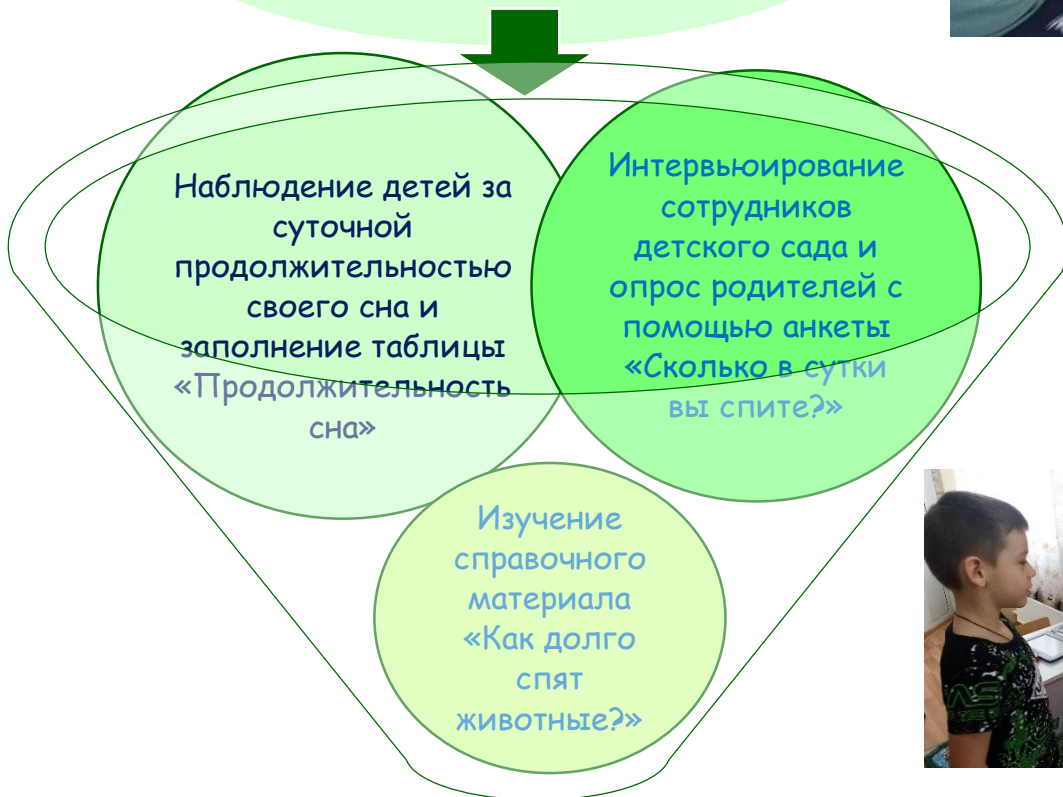 Наблюдение детей за
суточной
продолжительностью
своего сна и
заполнение таблицы
«Продолжительность
сна»
Интервьюирование
сотрудников
детского сада и
опрос родителей с
помощью анкеты
«Сколько в сутки
вы спите?»
Изучение
справочного
материала
«Как долго
спят
животные?»